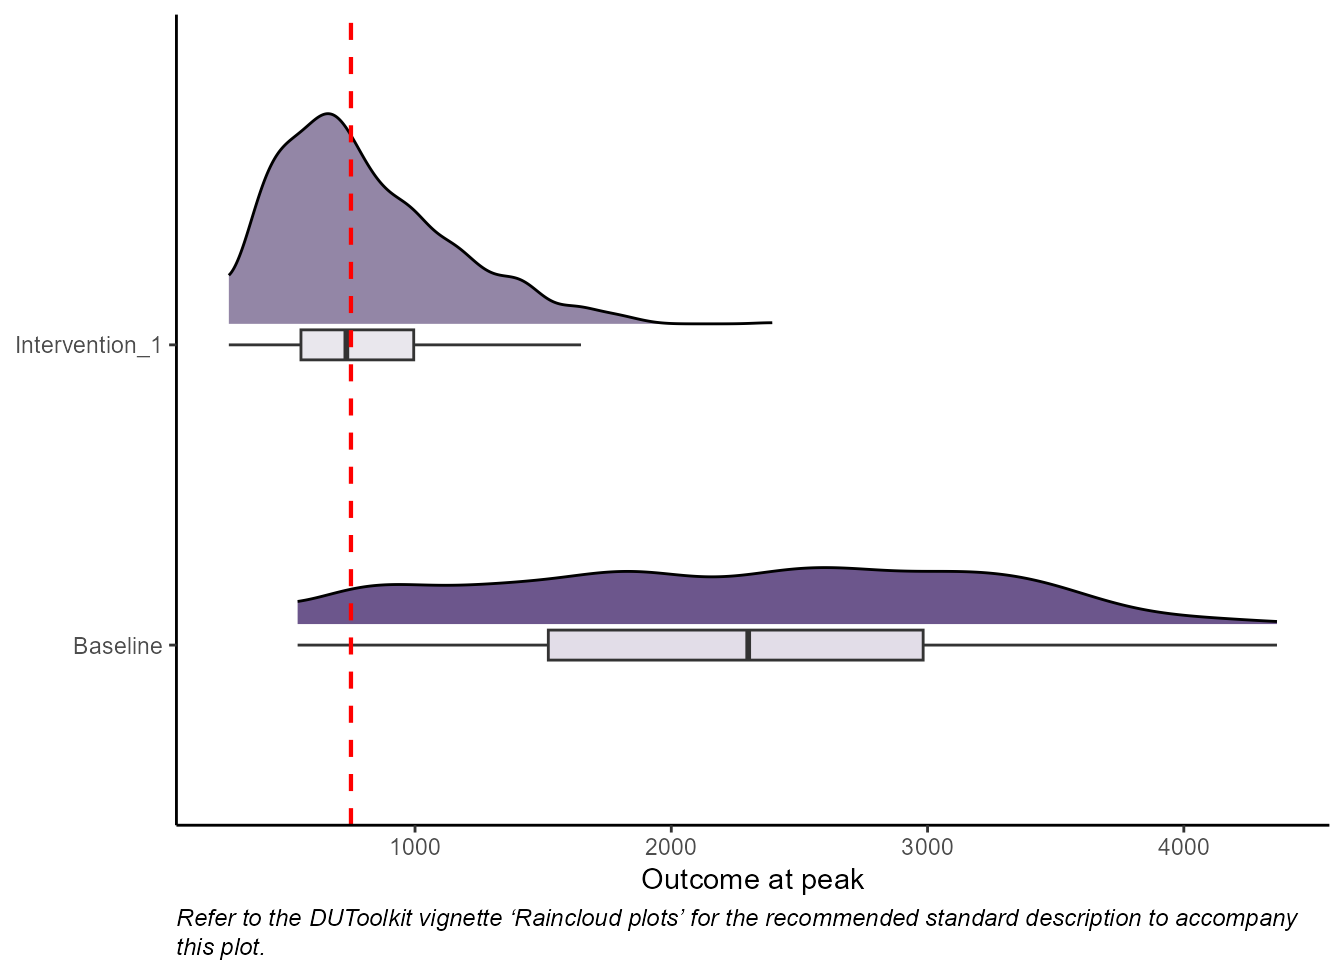 Intervention_1
Baseline
1000 2000 3000 4000
Outcome at peak
Refer to the DUToolkit vignette ‘Raincloud plots’ for the recommended standard description to accompany
this plot.